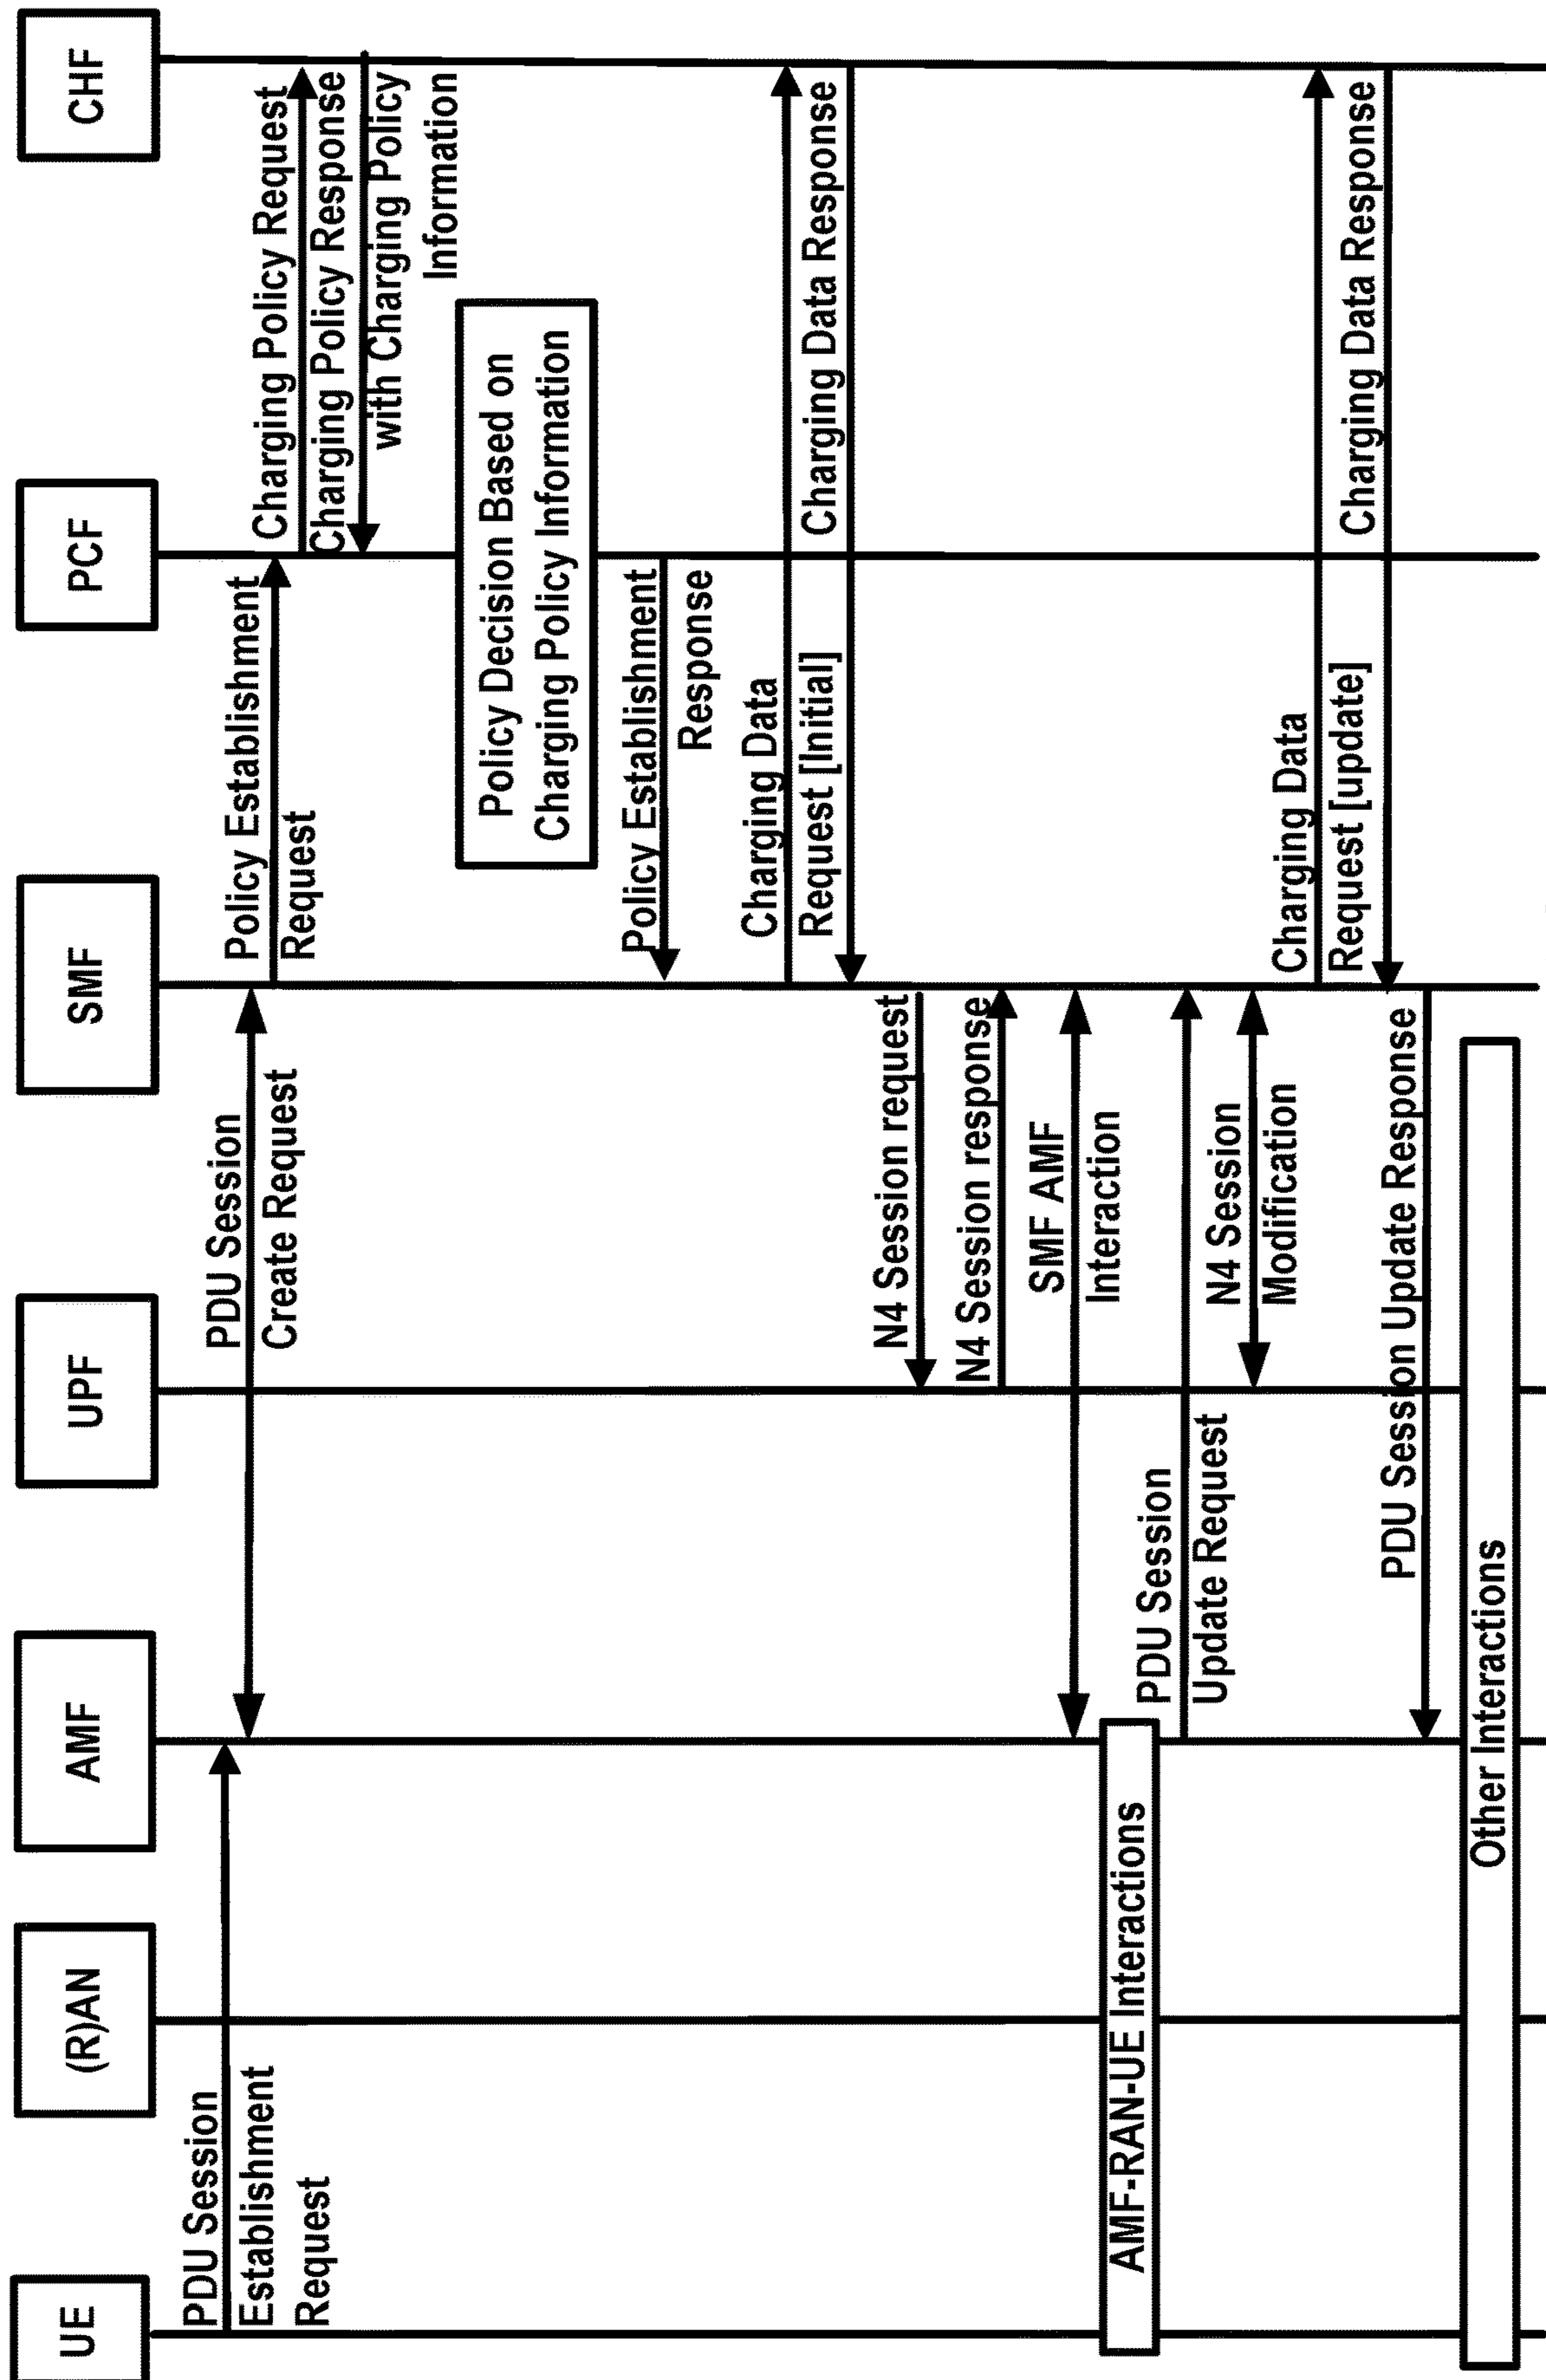 UE
(R)AN
AMF
UPF
SMF
PCF
CHF
PDU Session
Establishment
Request
PDU Session
Create Request
Policy Establishment
Request
Charging Policy Request
Charging Policy Response
with Charging Policy
Information
Policy Decision Based on
Charging Policy Information
Policy Establishment
Response
Charging Data
Request [Initial]
Charging Data Response
N4 Session request
N4 Session response
SMF AMF
Interaction
AMF-RAN-UE Interactions
PDU Session
Update Request
N4 Session
Modification
Charging Data
Request [update]
Charging Data Response
PDU Session Update Response
Other Interactions